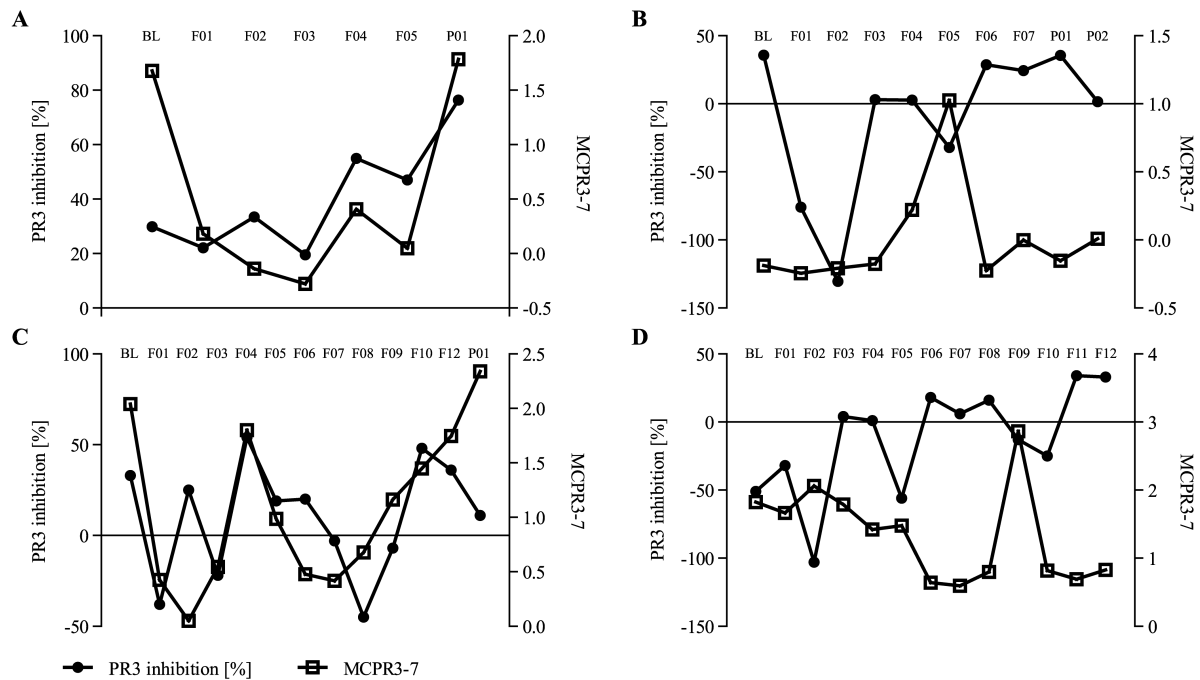 A
BL F01 F02 F03 F04 F05 P01
100 80 60 40 20 0
PR3 inhibition [%]
2.0 1.5 1.0 0.5 0.0 -0.5
MCPR3-7
B
BL F01 F02 F03 F04 F05 F06 F07 P01 P02
50 0 -50 -100 -150
PR3 inhibition [%]
1.5 1.0 0.5 0.0 -0.5
MCPR3-7
C
BL F01 F02 F03 F04 F05 F06 F07 F08 F09 F10 F12 P01
100 50 0 -50
PR3 inhibition [%]
2.5 2.0 1.5 1.0 0.5 0.0
MCPR3-7
D
BL F01 F02 F03 F04 F05 F06 F07 F08 F09 F10 F11 F12
50 0 -50 -100 -150
PR3 inhibition [%]
4 3 2 1 0
MCPR3-7
PR3 inhibition [%] MCPR3-7